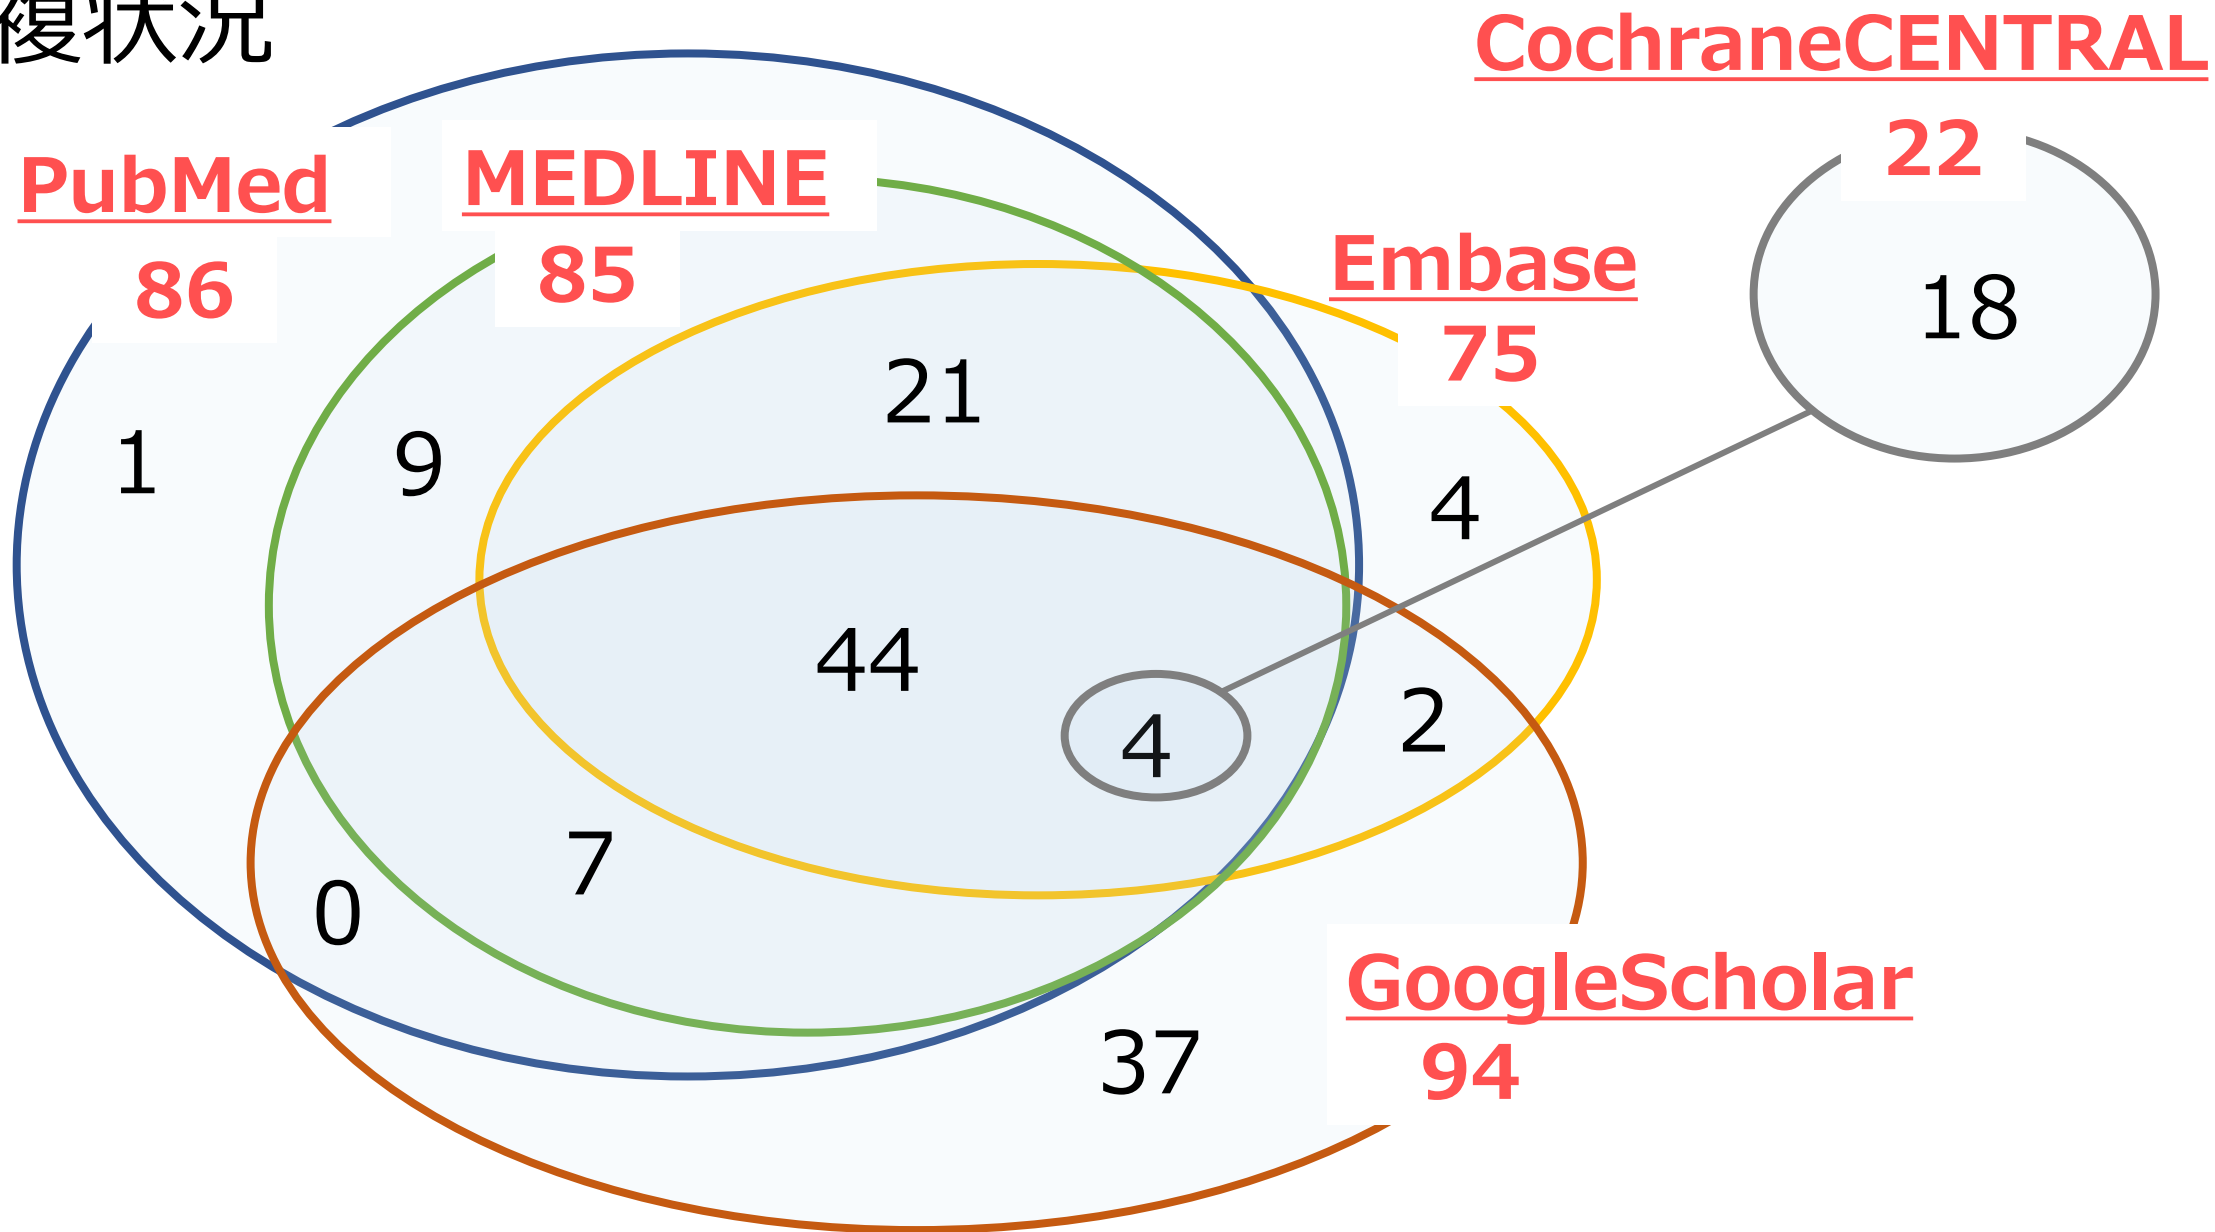 複状況
CochraneCENTRAL
22
PubMed
86
MEDLINE
85
Embase
75
18
21
1
9
4
44
4
2
7
0
37
GoogleScholar
94